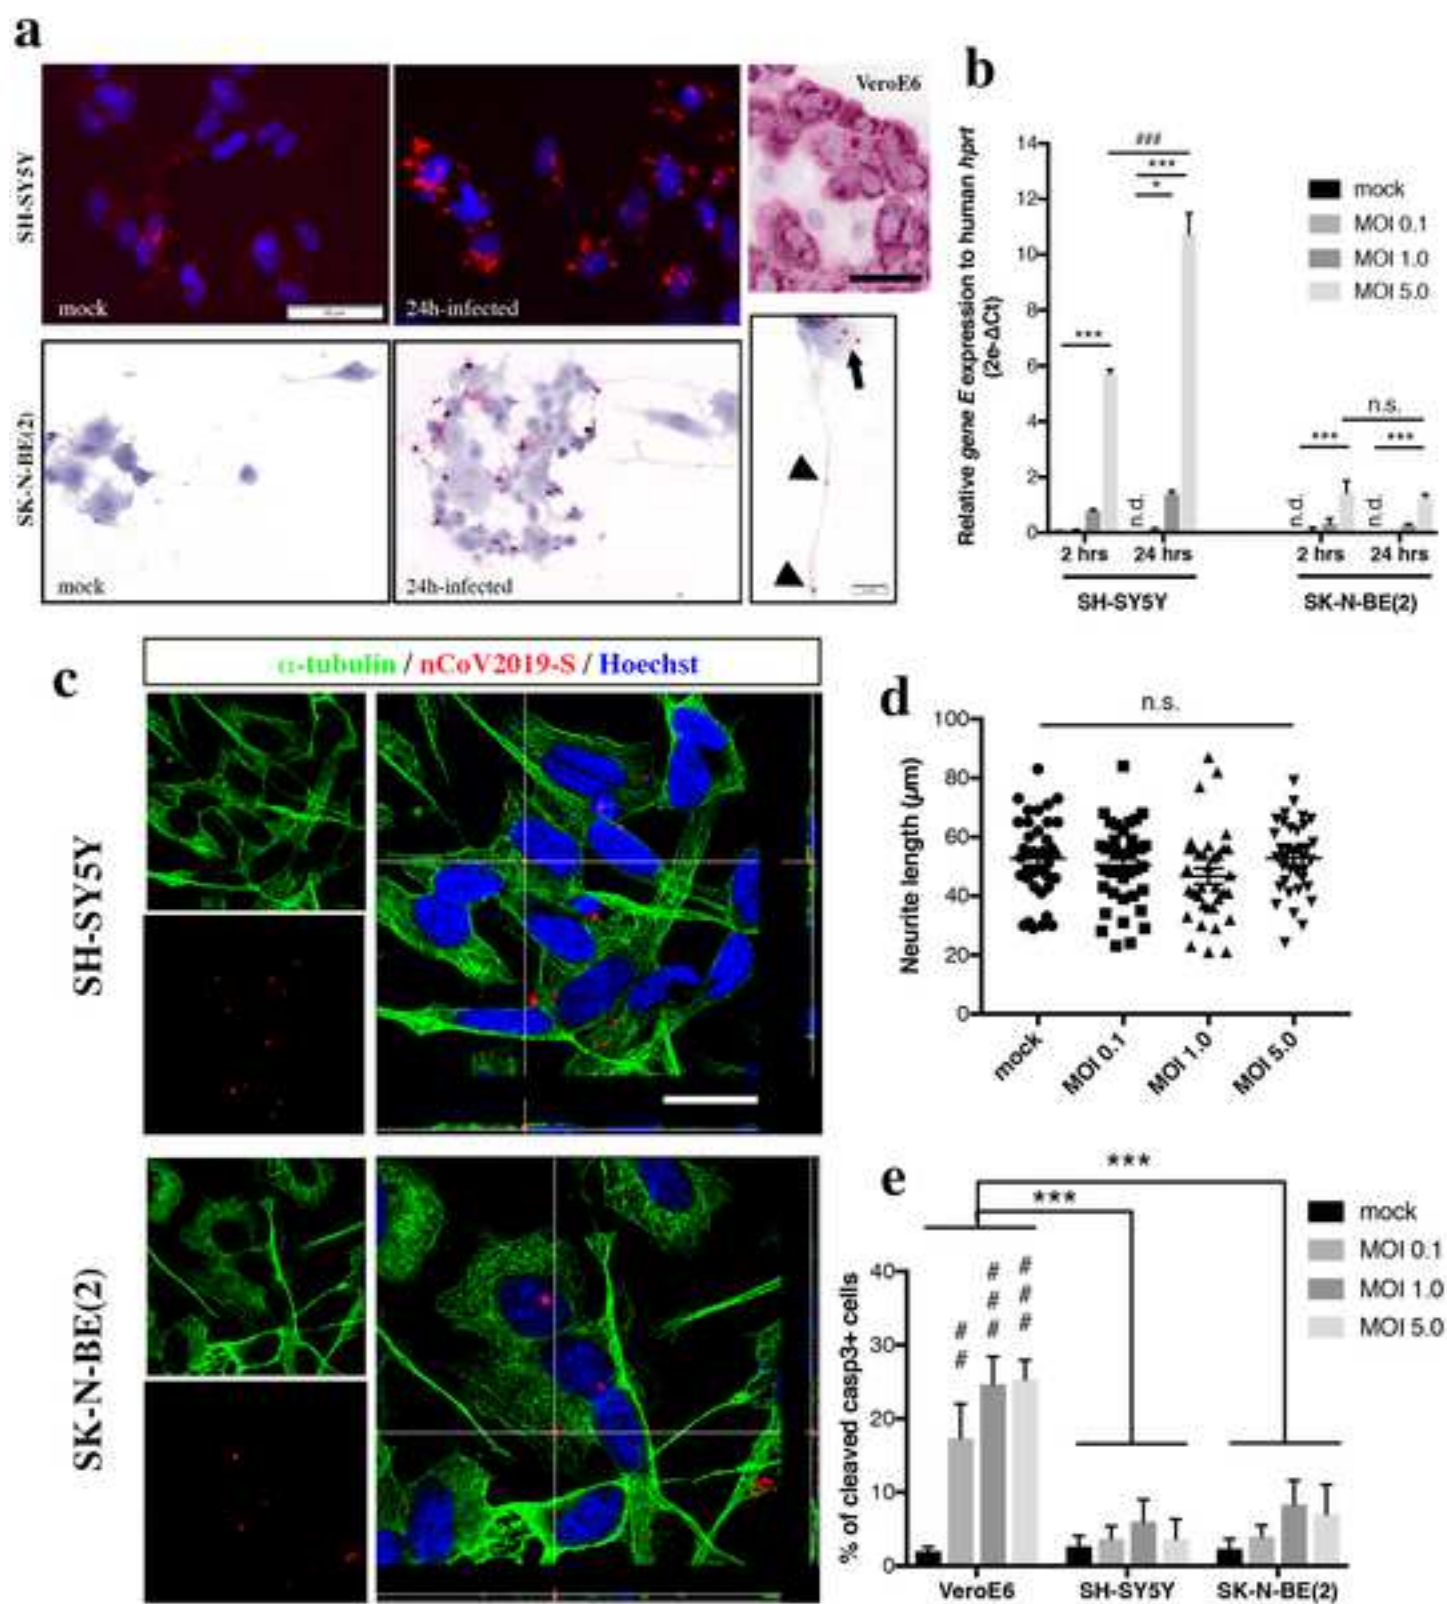 a
SH-SY5Y
mock
24h-infected
VeroE6
SK-N-BE(2)
mock
24h-infected
b
Relative gene E expression to human hprt
(2e-ΔCt)
14
12
10
8
6
4
2
0
###
***
*
***
n.d.
n.s.
***
***
n.d.
n.d.
2 hrs
24 hrs
2 hrs
24 hrs
SH-SY5Y
SK-N-BE(2)
mock
MOI 0.1
MOI 1.0
MOI 5.0
c
α-tubulin / nCoV2019-S / Hoechst
SH-SY5Y
SK-N-BE(2)
d
Neurite length (µm)
100
80
60
40
20
0
n.s.
mock
MOI 0.1
MOI 1.0
MOI 5.0
e
% of cleaved casp3+ cells
40
30
20
10
0
***
***
##
###
###
VeroE6
SH-SY5Y
SK-N-BE(2)
mock
MOI 0.1
MOI 1.0
MOI 5.0